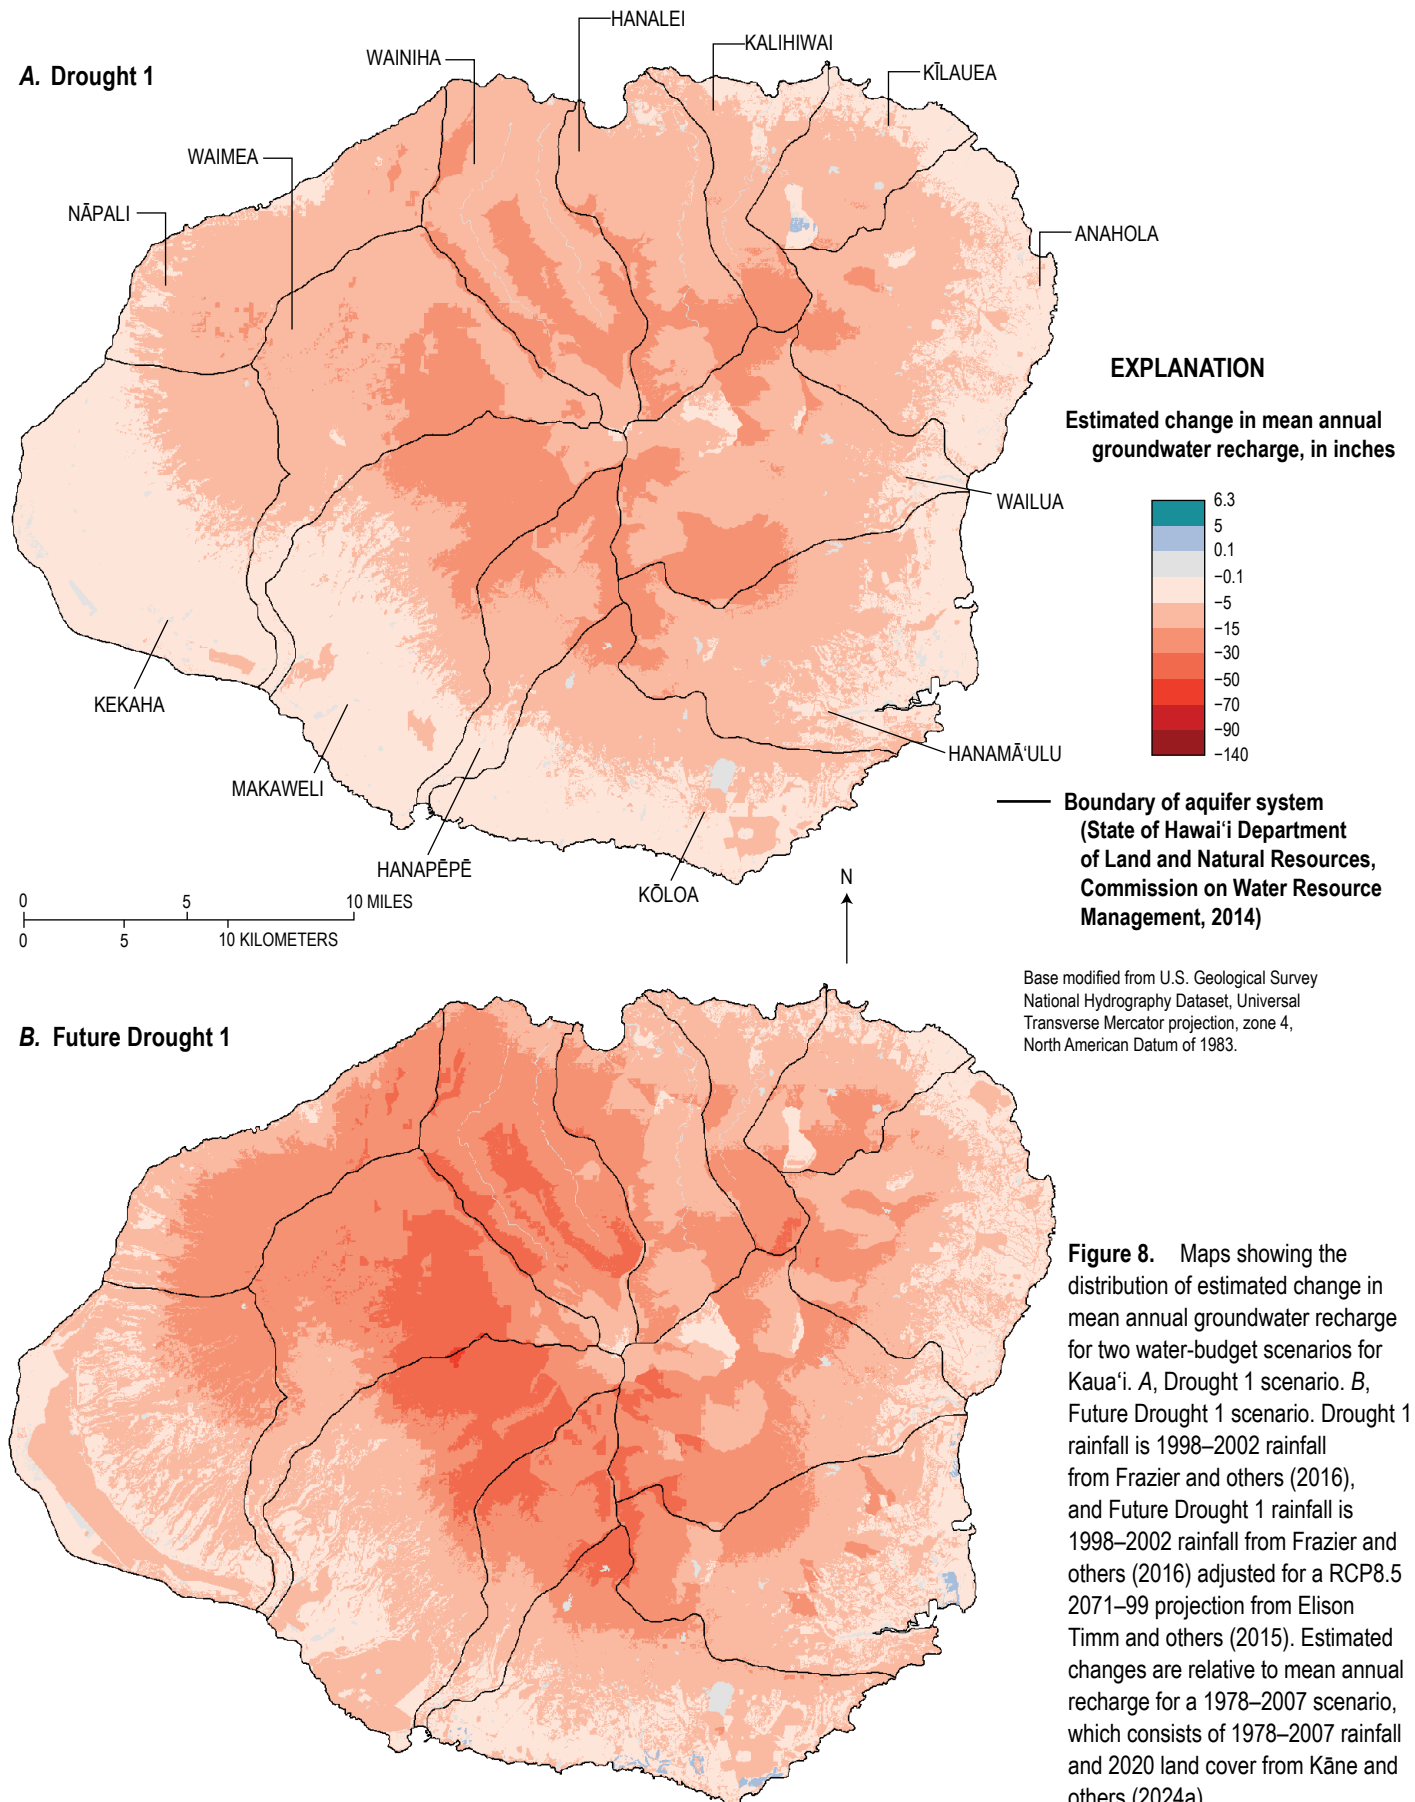 A. Drought 1
HANALEI
KALIHIWAI
WAINIHA
KĪLAUEA
WAIMEA
NĀPALI
ANAHOLA
WAILUA
KEKAHA
MAKAWELI
HANAPĒPĒ
KŌLOA
HANAMĀʻULU
EXPLANATION
Estimated change in mean annual
groundwater recharge, in inches
6.3
5
0.1
−0.1
−5
−15
−30
−50
−70
−90
−140
Boundary of aquifer system
(State of Hawaiʻi Department
of Land and Natural Resources,
Commission on Water Resource
Management, 2014)
0 5 10 MILES
0 5 10 KILOMETERS
N
Base modified from U.S. Geological Survey
National Hydrography Dataset, Universal
Transverse Mercator projection, zone 4,
North American Datum of 1983.
B. Future Drought 1
Figure 8. Maps showing the
distribution of estimated change in
mean annual groundwater recharge
for two water-budget scenarios for
Kauaʻi. A, Drought 1 scenario. B,
Future Drought 1 scenario. Drought 1
rainfall is 1998–2002 rainfall
from Frazier and others (2016),
and Future Drought 1 rainfall is
1998–2002 rainfall from Frazier and
others (2016) adjusted for a RCP8.5
2071–99 projection from Elison
Timm and others (2015). Estimated
changes are relative to mean annual
recharge for a 1978–2007 scenario,
which consists of 1978–2007 rainfall
and 2020 land cover from Kāne and
others (2024a).